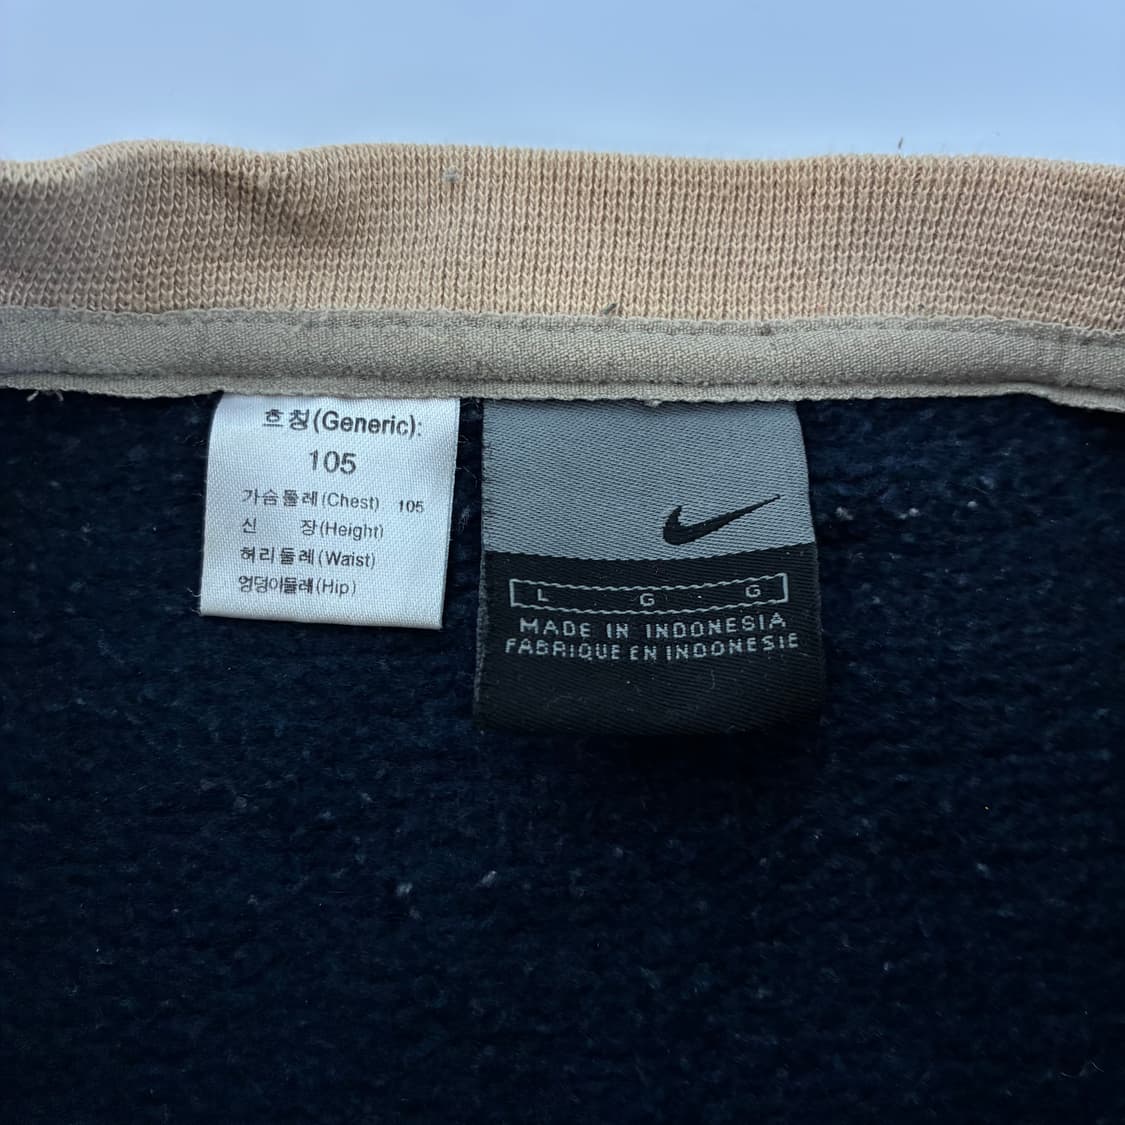 호칭(Generic):
105
가슴둘레(Chest) 105
신 장(Height)
허리둘레(Waist)
엉덩이둘레(Hip)
L G G
MADE IN INDONESIA
FABRIQUE EN INDONESIE